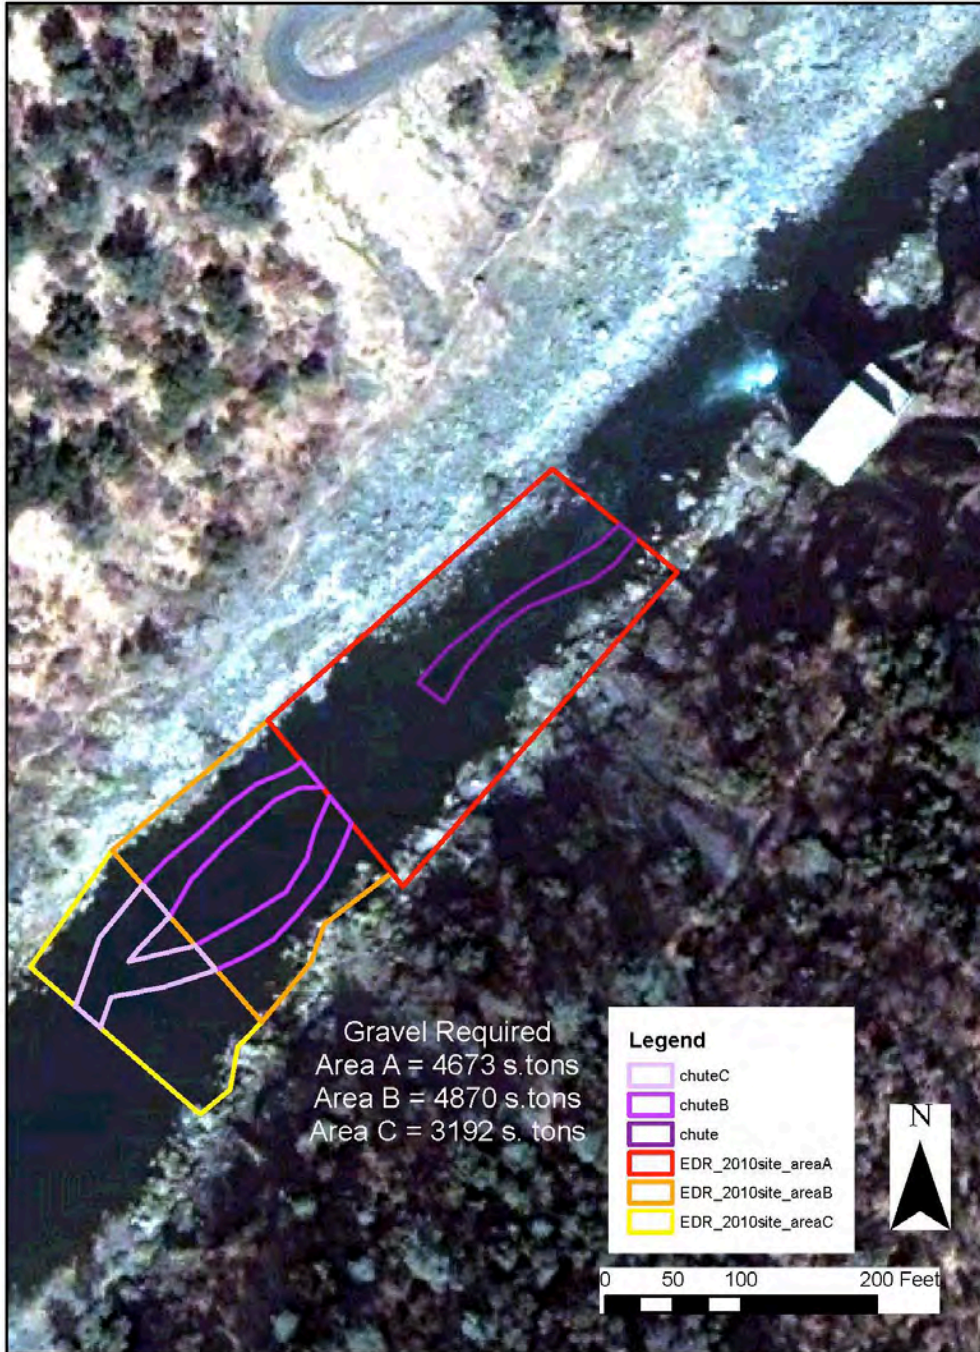 Gravel Required
Area A = 4673 s.tons
Area B = 4870 s.tons
Area C = 3192 s. tons
Legend
chuteC
chuteB
chute
EDR_2010site_areaA
EDR_2010site_areaB
EDR_2010site_areaC
N
0 50 100 200 Feet